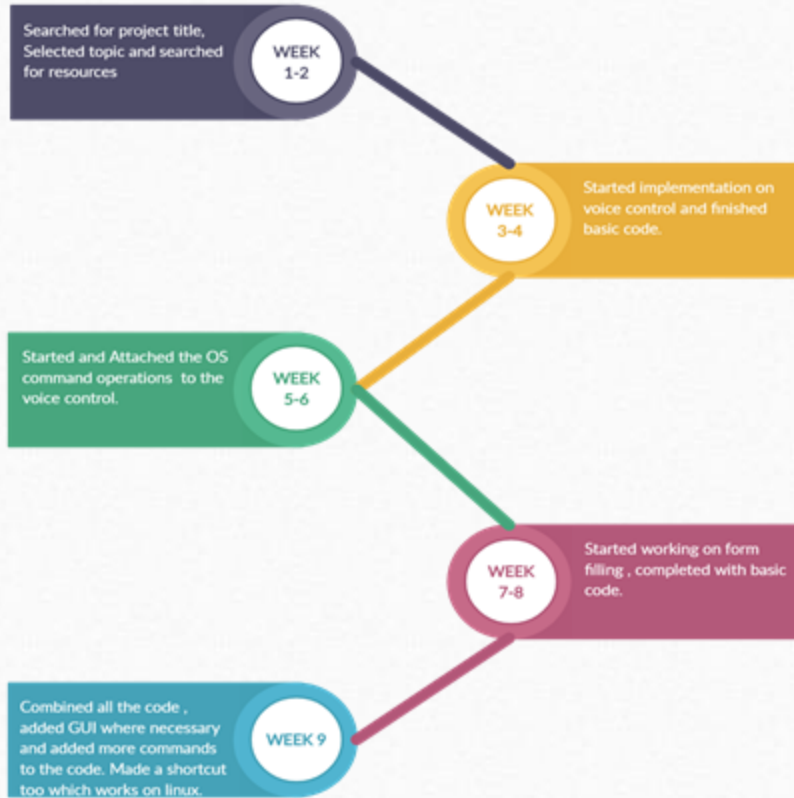 Searched for project title,
Selected topic and searched
for resources
WEEK
1-2
WEEK
3-4
Started implementation on
voice control and finished
basic code.
Started and Attached the OS
command operations  to the
voice control.
WEEK
5-6
WEEK
7-8
Started working on form
filling , completed with basic
code.
Combined all the code ,
added GUI where necessary
and added more commands
to the code. Made a shortcut
too which works on linux.
WEEK 9